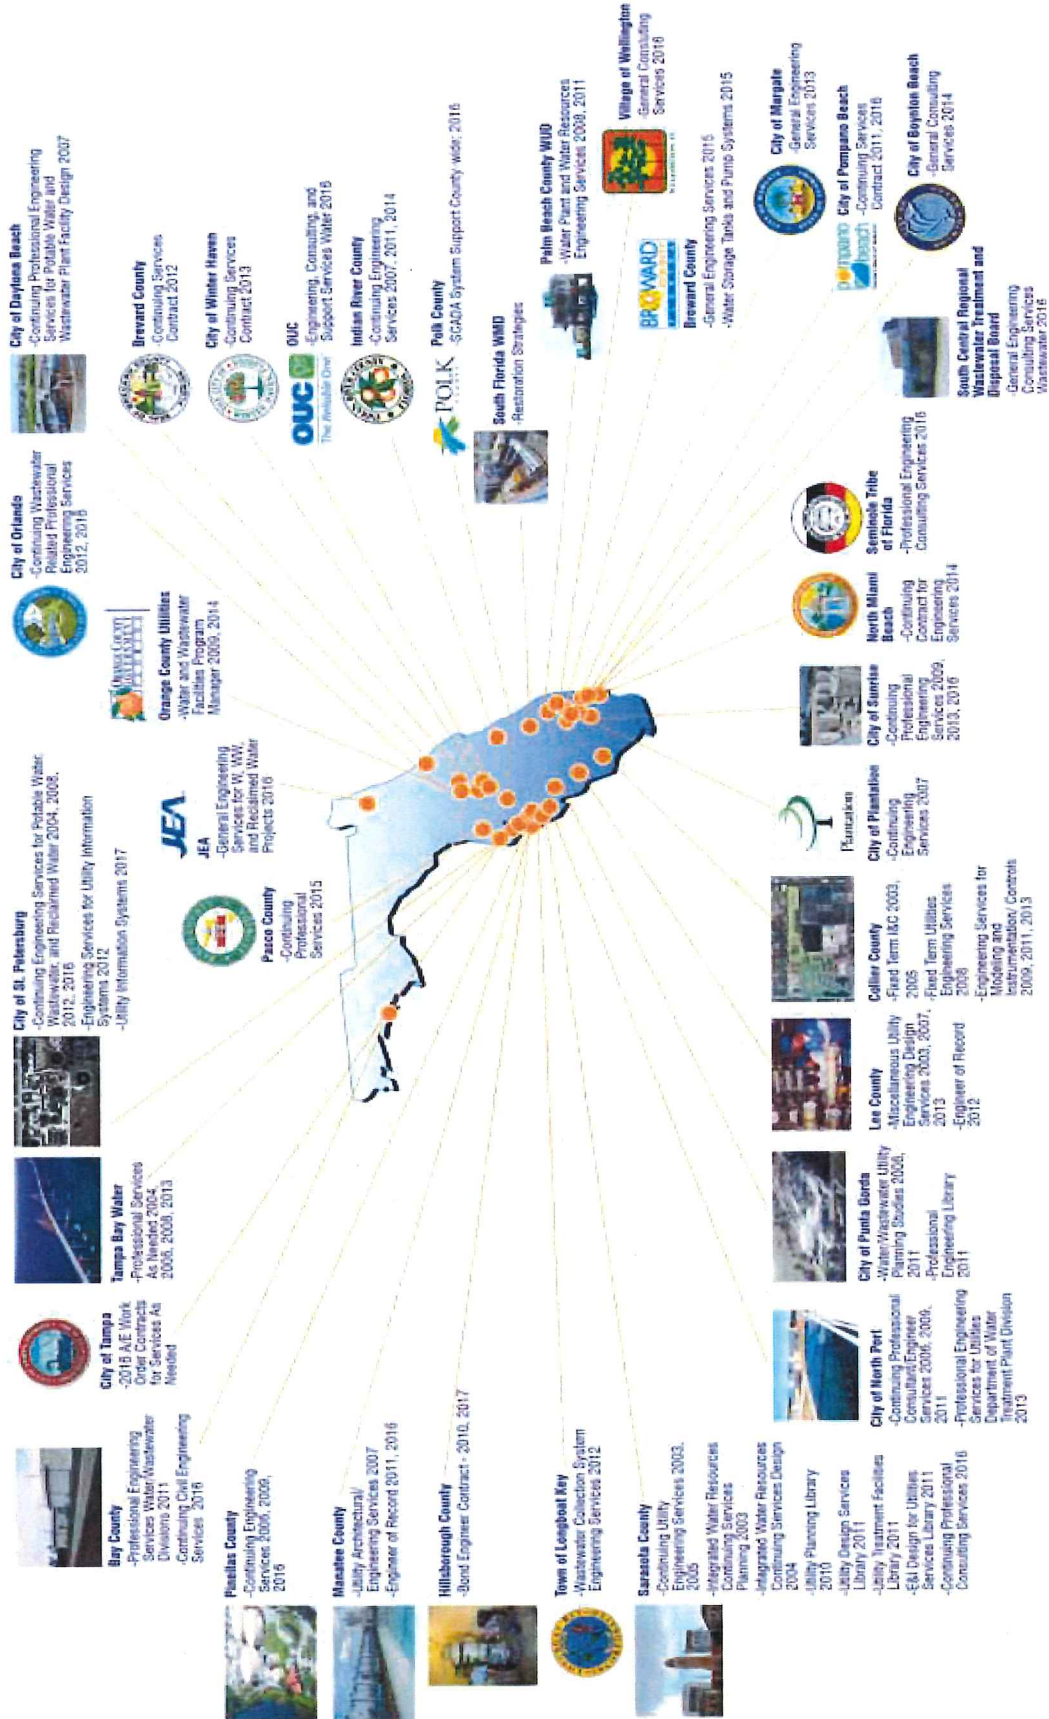 City of St. Petersburg
-Continuing Engineering Services for Potable Water,
Wastewater, and Reclaimed Water 2004, 2008,
2012, 2016
-Engineering Services for Utility Information
Systems 2012
-Utility Information Systems 2017
City of Orlando
-Continuing Wastewater
Related Professional
Engineering Services
2012, 2016
City of Daytona Beach
-Continuing Professional Engineering
Services for Potable Water and
Wastewater Plant Facility Design 2007
Tampa Bay Water
-Professional Services
As Needed 2004,
2006, 2008, 2013
City of Tampa
-2016 A/E Work
Order Contracts
for Services As
Needed
Bay County
-Professional Engineering
Services Water/Wastewater
Divisions 2011
-Continuing Civil Engineering
Services 2016
JEA
JEA
-General Engineering
Services for W, WW,
and Reclaimed Water
Projects 2016
ORANGE COUNTY
GOVERNMENT
FLORIDA
Orange County Utilities
-Water and Wastewater
Facilities Program
Manager 2009, 2014
Pasco County
-Continuing
Professional
Services 2015
Brevard County
-Continuing Services
Contract 2012
City of Winter Haven
-Continuing Services
Contract 2013
OUC
The Reliable One
OUC
-Engineering, Consulting, and
Support Services Water 2016
Indian River County
-Continuing Engineering
Services 2007, 2011, 2014
POLK
Polk County
-SCADA System Support County-wide; 2016
South Florida WMD
-Restoration Strategies
Palm Beach County WUD
-Water Plant and Water Resources
Engineering Services 2008, 2011
Village of Wellington
-General Consulting
Services 2016
BROWARD
Broward County
-General Engineering Services 2015
-Water Storage Tanks and Pump Systems 2015
City of Margate
-General Engineering
Services 2013
pompano
beach
City of Pompano Beach
-Continuing Services
Contract 2011, 2016
City of Boynton Beach
-General Consulting
Services 2014
South Central Regional
Wastewater Treatment and
Disposal Board
-General Engineering
Consulting Services
Wastewater 2016
Pinellas County
-Continuing Engineering
Services 2006, 2009,
2016
Manatee County
-Utility Architectural/
Engineering Services 2007
-Engineer of Record 2011, 2016
Hillsborough County
-Bond Engineer Contract - 2010, 2017
Town of Longboat Key
-Wastewater Collection System
Engineering Services 2012
Sarasota County
-Continuing Utility
Engineering Services 2003,
2005
-Integrated Water Resources
Continuing Services
Planning 2003
-Integrated Water Resources
Continuing Services Design
2004
-Utility Planning Library
2010
-Utility Design Services
Library 2011
-Utility Treatment Facilities
Library 2011
-E&I Design for Utilities
Services Library 2011
-Continuing Professional
Consulting Services 2016
City of North Port
-Continuing Professional
Consultant/Engineer
Services 2006, 2009,
2011
-Professional Engineering
Services for Utilities
Department of Water
Treatment Plant Division
2013
City of Punta Gorda
-Water/Wastewater Utility
Planning Studies 2006,
2011
-Professional
Engineering Library
2011
Lee County
-Miscellaneous Utility
Engineering Design
Services 2003, 2007,
2013
-Engineer of Record
2012
Collier County
-Fixed Term I&C 2003,
2005
-Fixed Term Utilities
Engineering Services
2008
-Engineering Services for
Modeling and
Instrumentation/ Controls
2009, 2011, 2013
Plantation
City of Plantation
-Continuing
Engineering
Services 2007
City of Sunrise
-Continuing
Professional
Engineering
Services 2009,
2013, 2016
North Miami
Beach
-Continuing
Contract for
Engineering
Services 2014
Seminole Tribe
of Florida
-Professional Engineering
Consulting Services 2016